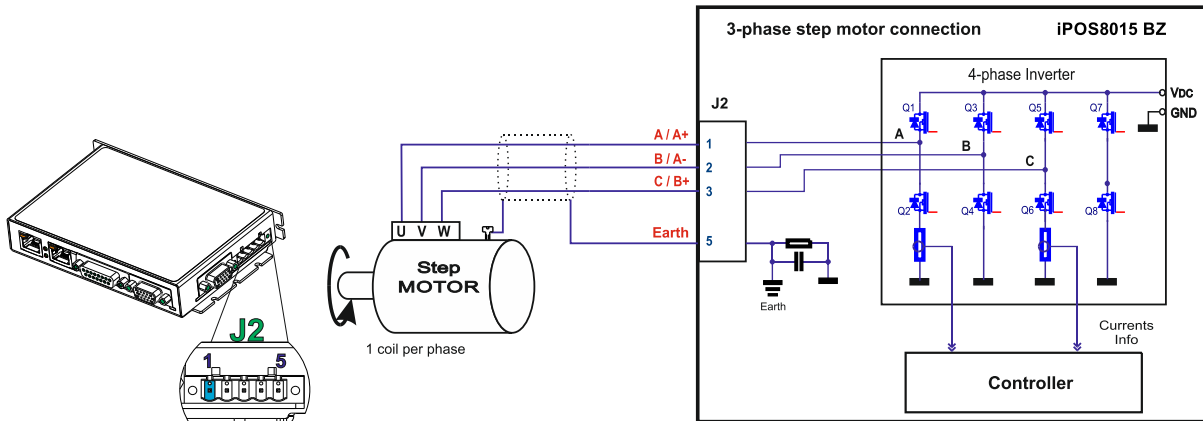 3-phase step motor connection
iPOS8015 BZ
4-phase Inverter
VDC
GND
Q1
Q3
Q5
Q7
J2
A / A+
1
A
B / A-
2
B
C / B+
3
C
Q2
Q4
Q6
Q8
Earth
5
U V W
Step
MOTOR
1 coil per phase
Earth
Currents
Info
Controller
J2
1
5